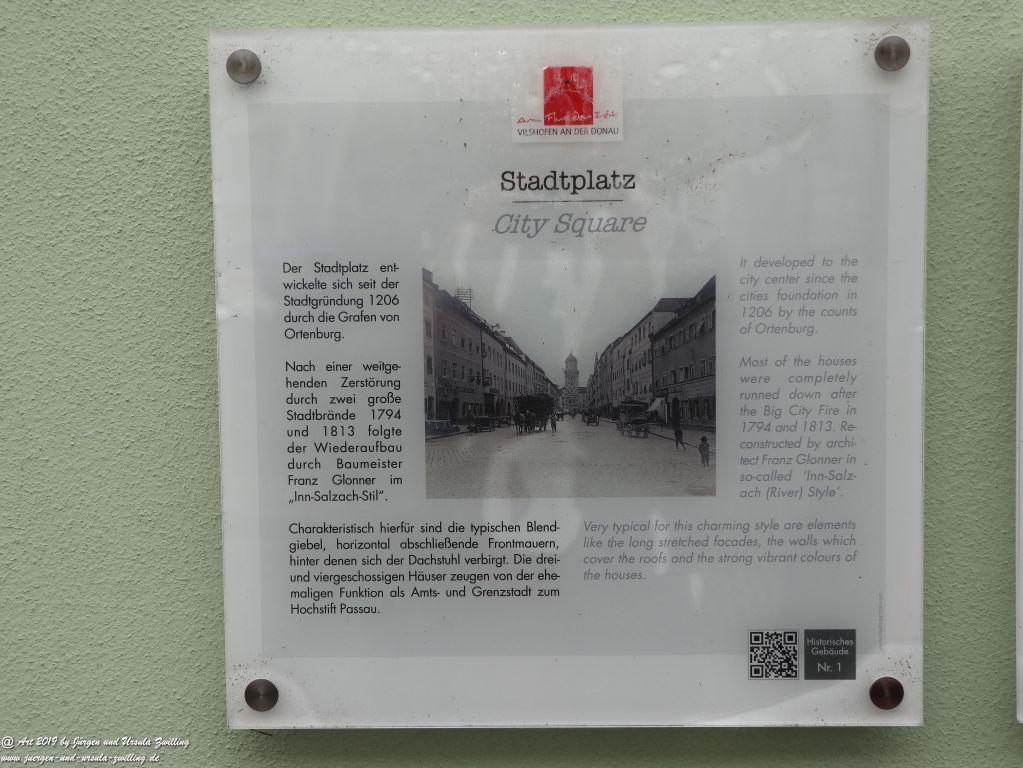 Am Fluss der Zeit
VILSHOFEN AN DER DONAU
Stadtplatz
City Square
Der Stadtplatz ent-
wickelte sich seit der
Stadtgründung 1206
durch die Grafen von
Ortenburg.
Nach einer weitge-
henden Zerstörung
durch zwei große
Stadtbrände 1794
und 1813 folgte
der Wiederaufbau
durch Baumeister
Franz Glonner im
„Inn-Salzach-Stil“.
Charakteristisch hierfür sind die typischen Blend-
giebel, horizontal abschließende Frontmauern,
hinter denen sich der Dachstuhl verbirgt. Die drei-
und viergeschossigen Häuser zeugen von der ehe-
maligen Funktion als Amts- und Grenzstadt zum
Hochstift Passau.
It developed to the
city center since the
cities foundation in
1206 by the counts
of Ortenburg.
Most of the houses
were completely
runned down after
the Big City Fire in
1794 and 1813. Re-
constructed by archi-
tect Franz Glonner in
so-called ‘Inn-Salz-
ach (River) Style’.
Very typical for this charming style are elements
like the long stretched facades, the walls which
cover the roofs and the strong vibrant colours of
the houses.
Historisches
Gebäude
Nr. 1
@ Art 2019 by Jürgen und Ursula Zwilling
www.juergen-und-ursula-zwilling.de